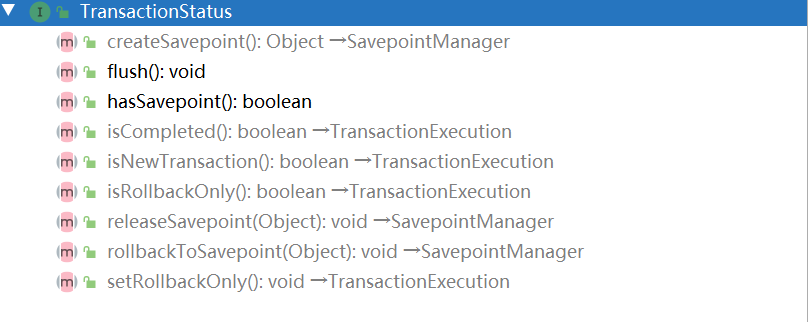 I TransactionStatus
m createSavepoint(): Object →SavepointManager
m flush(): void
m hasSavepoint(): boolean
m isCompleted(): boolean →TransactionExecution
m isNewTransaction(): boolean →TransactionExecution
m isRollbackOnly(): boolean →TransactionExecution
m releaseSavepoint(Object): void →SavepointManager
m rollbackToSavepoint(Object): void →SavepointManager
m setRollbackOnly(): void →TransactionExecution